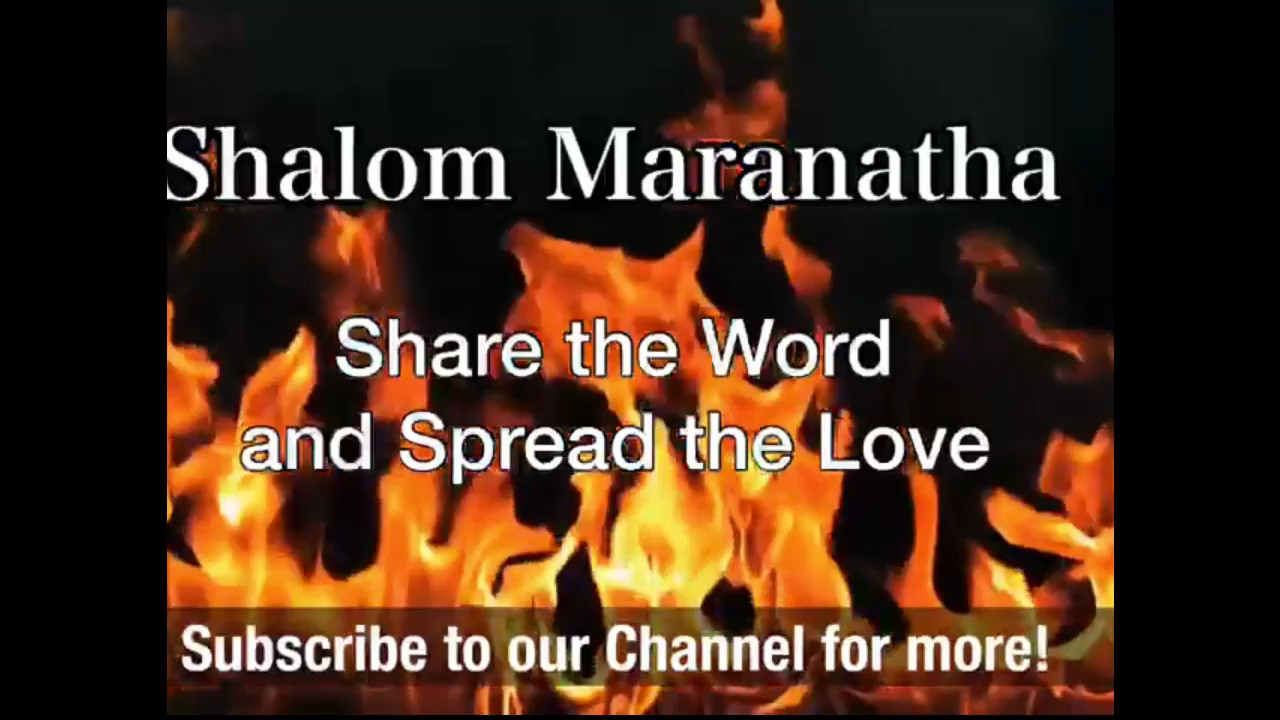 Shalom Maranatha
Share the Word
and Spread the Love
Subscribe to our Channel for more!